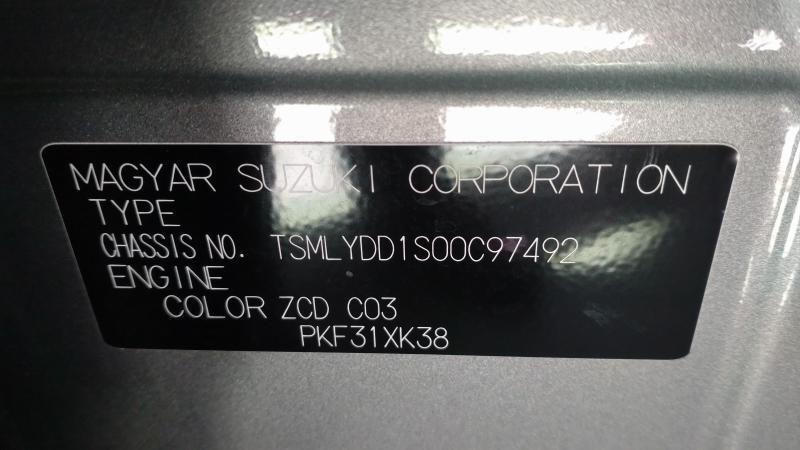 MAGYAR SUZUKI CORPORATION
TYPE
CHASSIS NO. TSMLYDD1S00C97492
ENGINE
COLOR ZCD C03
PKF31XK38